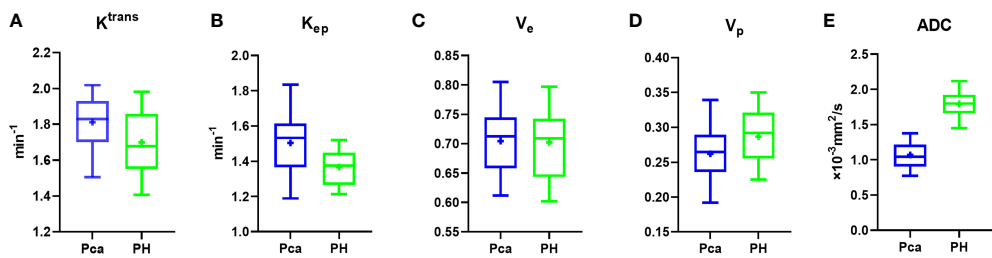 A
K^trans
min⁻¹
2.2
2.0
1.8
1.6
1.4
1.2
Pca PH
B
K_ep
min⁻¹
2.0
1.8
1.6
1.4
1.2
1.0
Pca PH
C
V_e
0.85
0.80
0.75
0.70
0.65
0.60
0.55
Pca PH
D
V_p
0.40
0.35
0.30
0.25
0.20
0.15
Pca PH
E
ADC
×10⁻³mm²/s
2.5
2.0
1.5
1.0
0.5
0.0
Pca PH